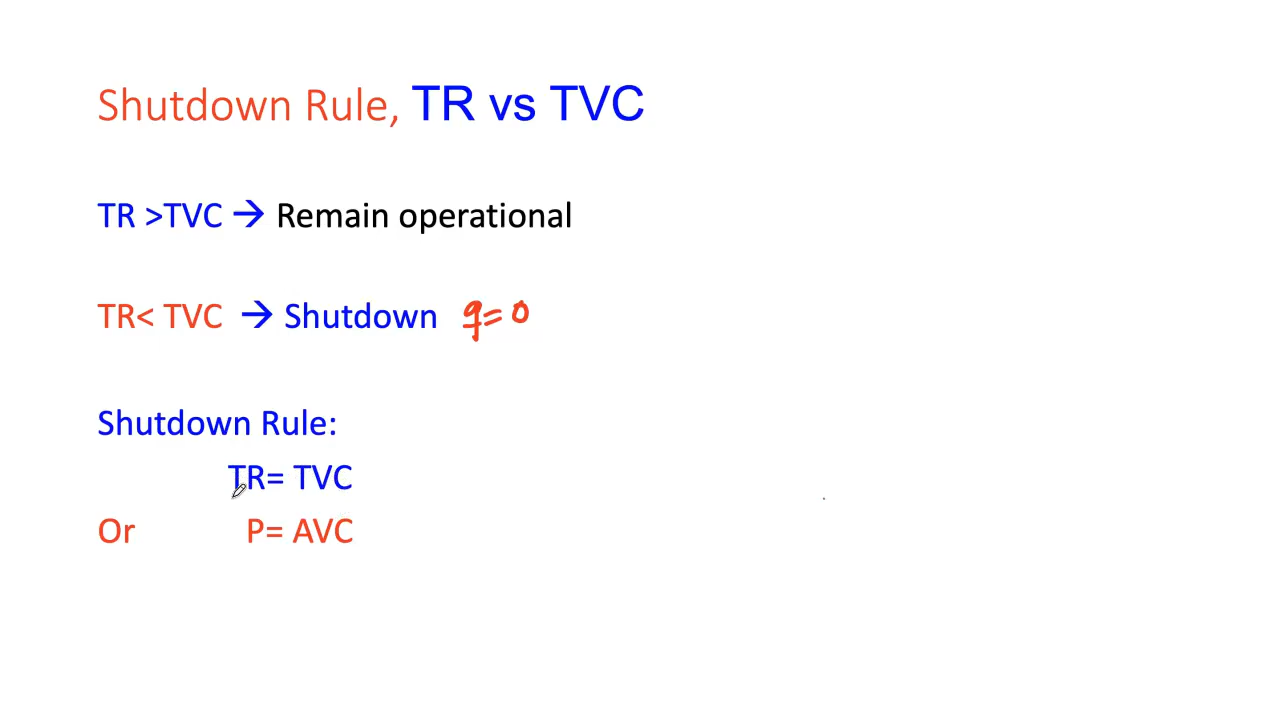 Shutdown Rule, TR vs TVC
TR >TVC → Remain operational
TR< TVC → Shutdown q= 0
Shutdown Rule:
TR= TVC
Or P= AVC